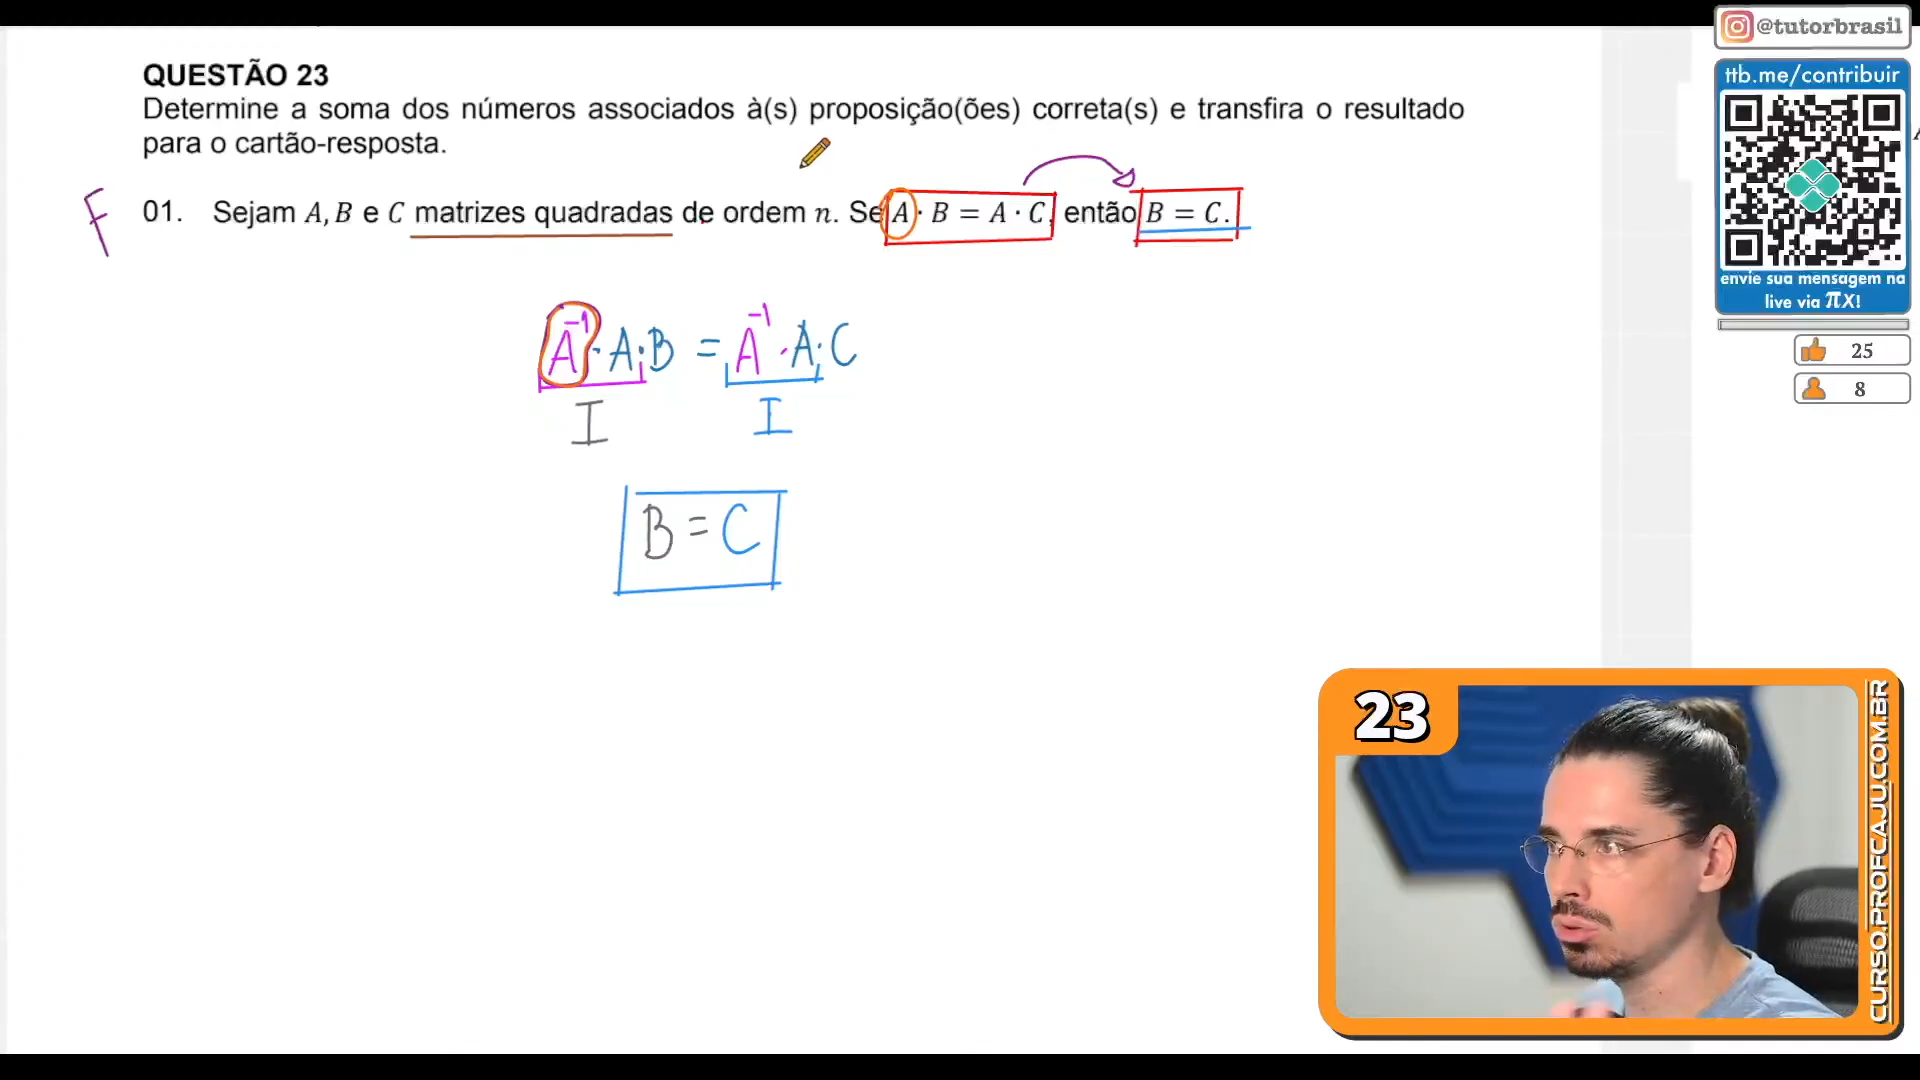 @tutorbrasil
ttb.me/contribuir
QUESTÃO 23
Determine a soma dos números associados à(s) proposição(ões) correta(s) e transfira o resultado
para o cartão-resposta.
F 01. Sejam A, B e C matrizes quadradas de ordem n. Se A · B = A · C, então B = C.
envie sua mensagem na
live via πX!
25
8
A⁻¹ · A · B = A⁻¹ · A · C
I I
B = C
23
CURSO.PROFCAJU.COM.BR